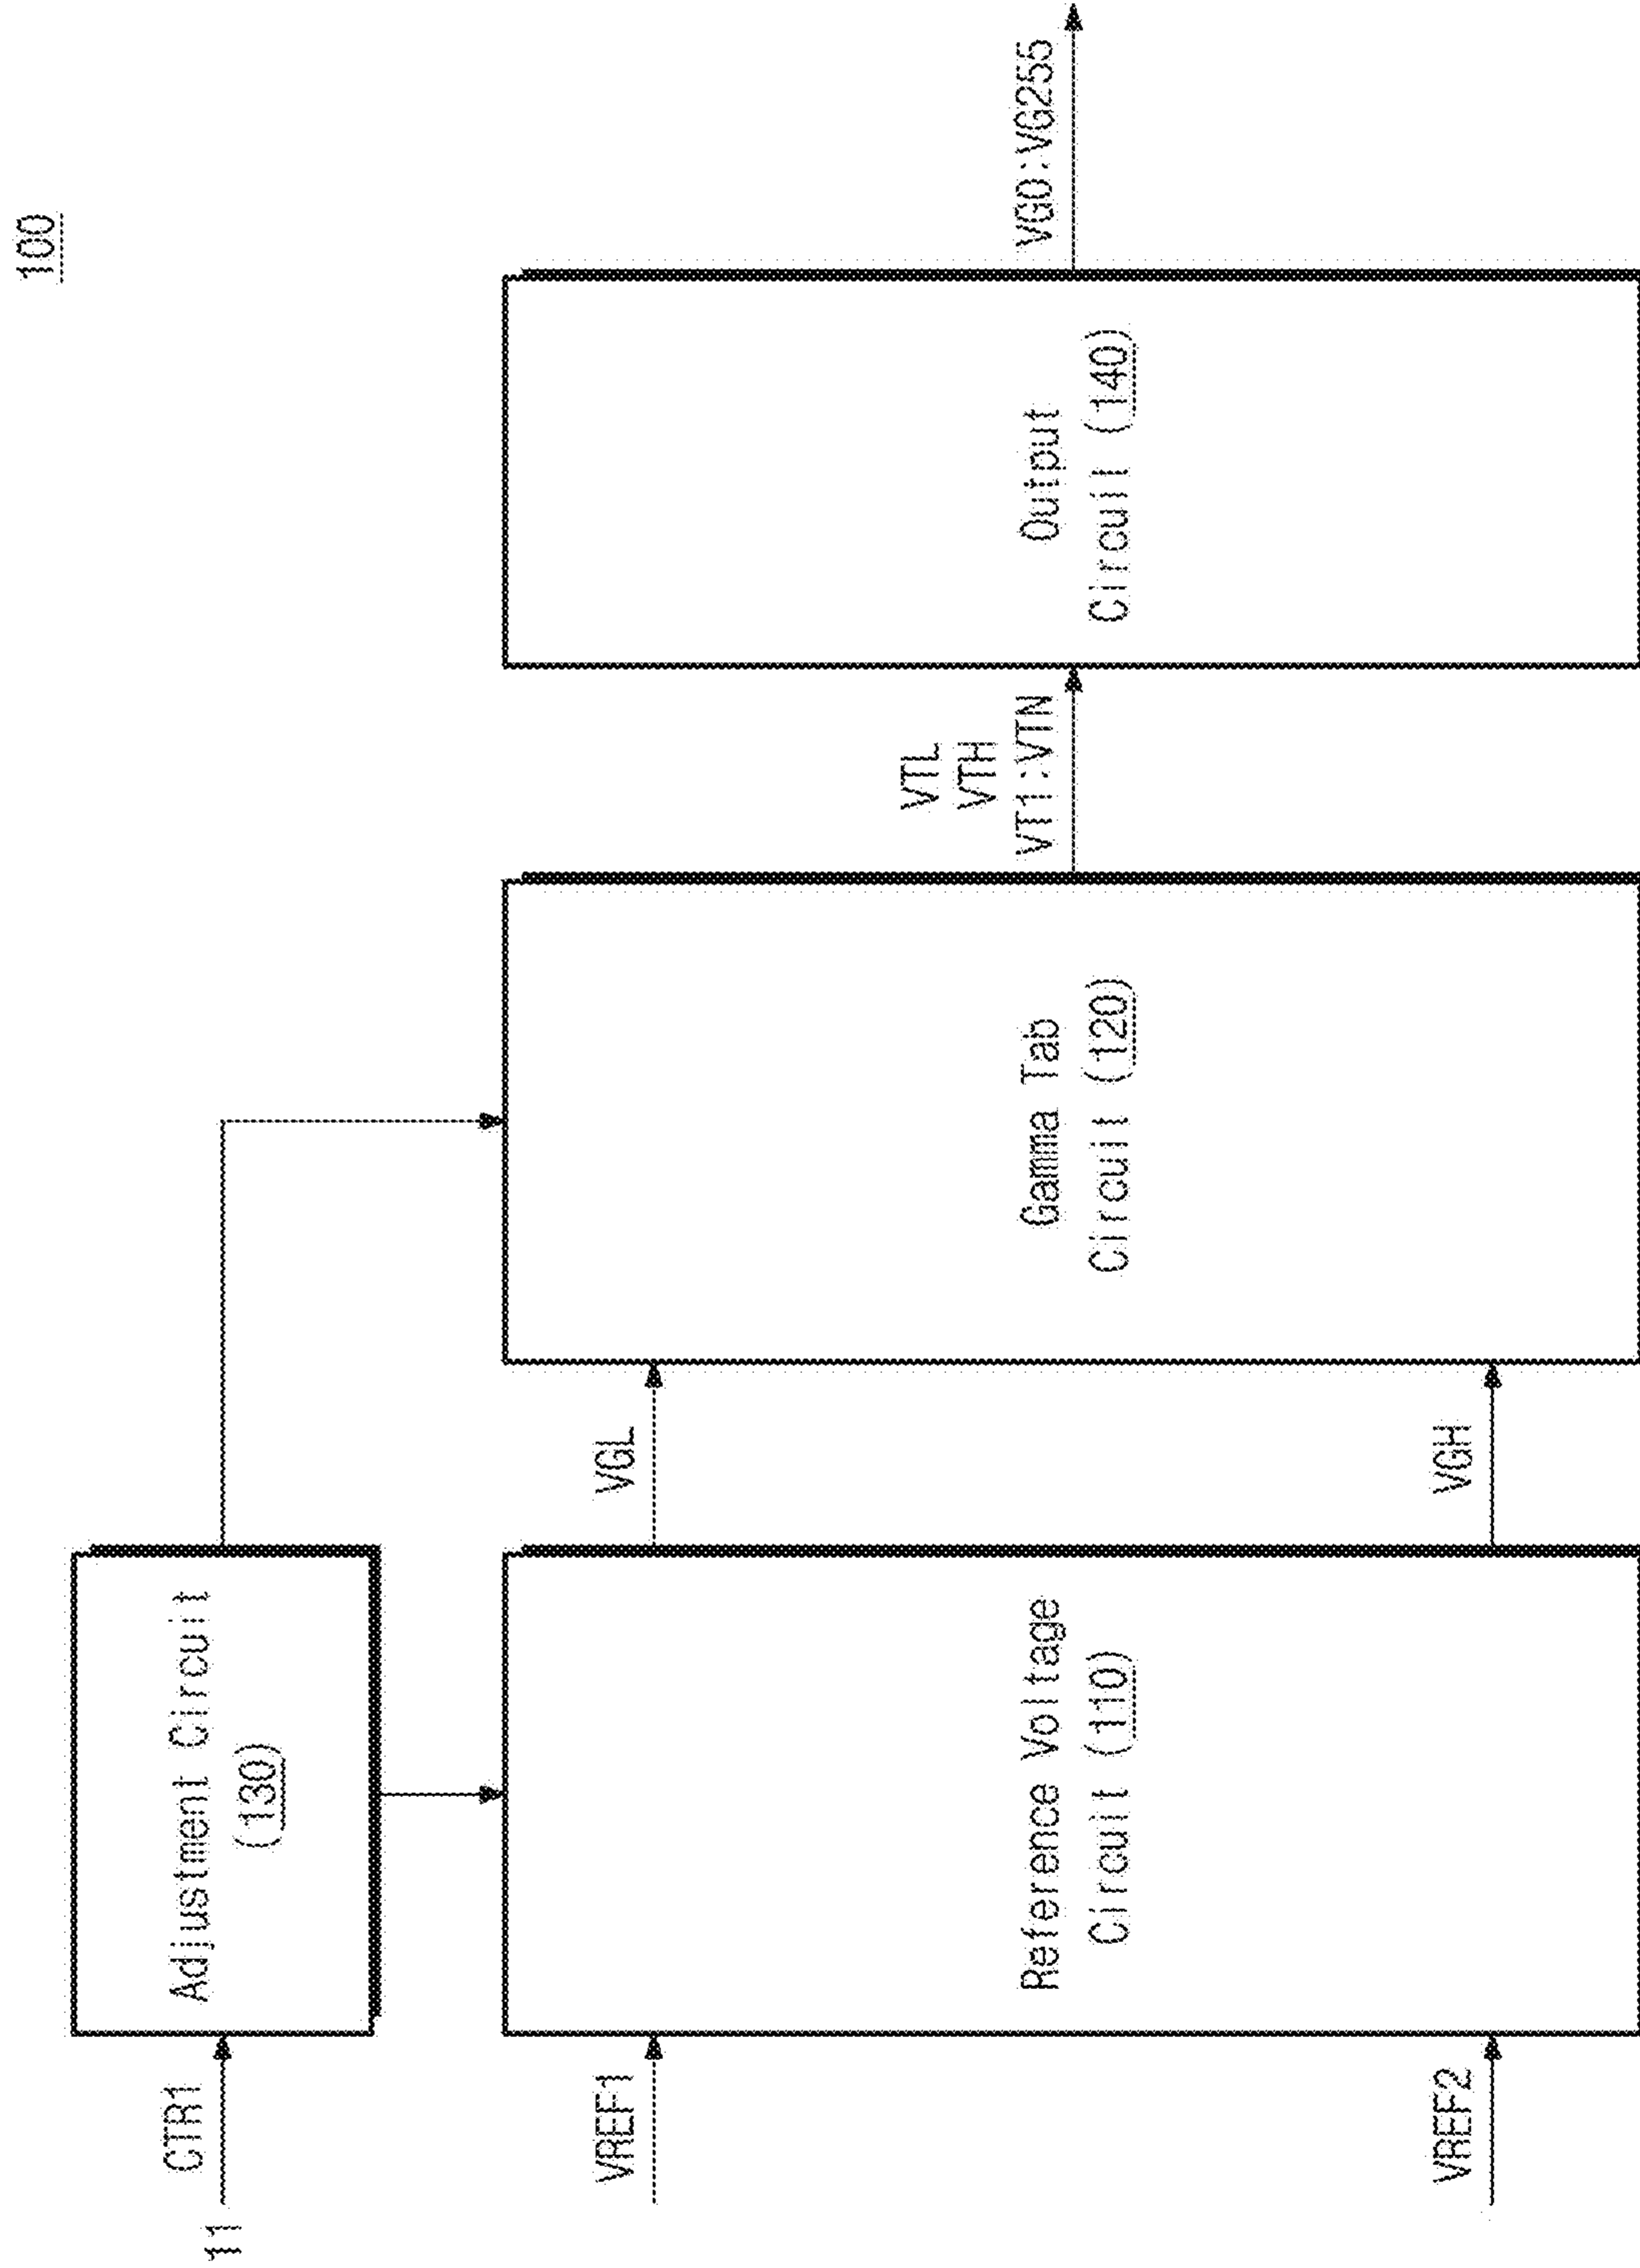 100
CTR1
11
Adjustment Circuit
(130)
VREF1
VREF2
Reference Voltage
Circuit (110)
VGL
VGH
Gamma Tab
Circuit (120)
VTL
VTH
VT1:VTN
Output
Circuit (140)
VG0:VG255